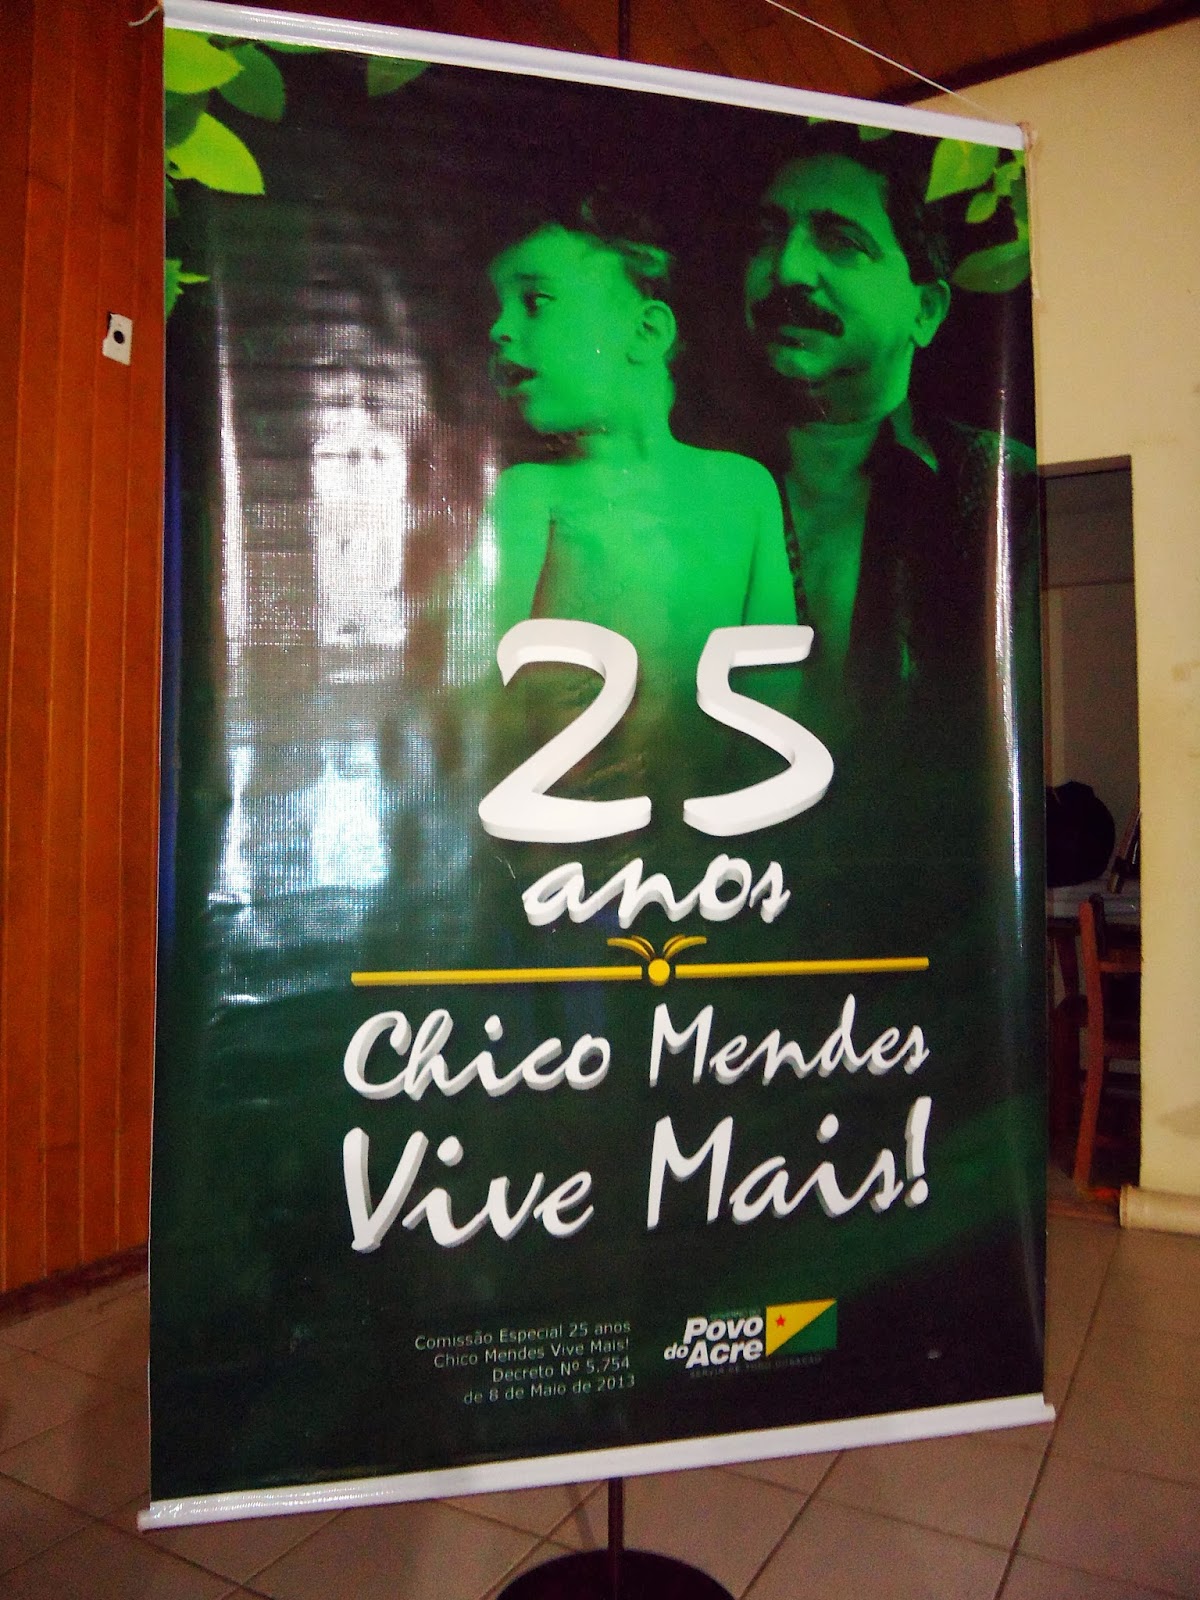 25
anos
Chico Mendes
Vive Mais!
Comissão Especial 25 anos
Chico Mendes Vive Mais!
Decreto Nº 5.754
de 8 de Maio de 2013
Povo
do Acre